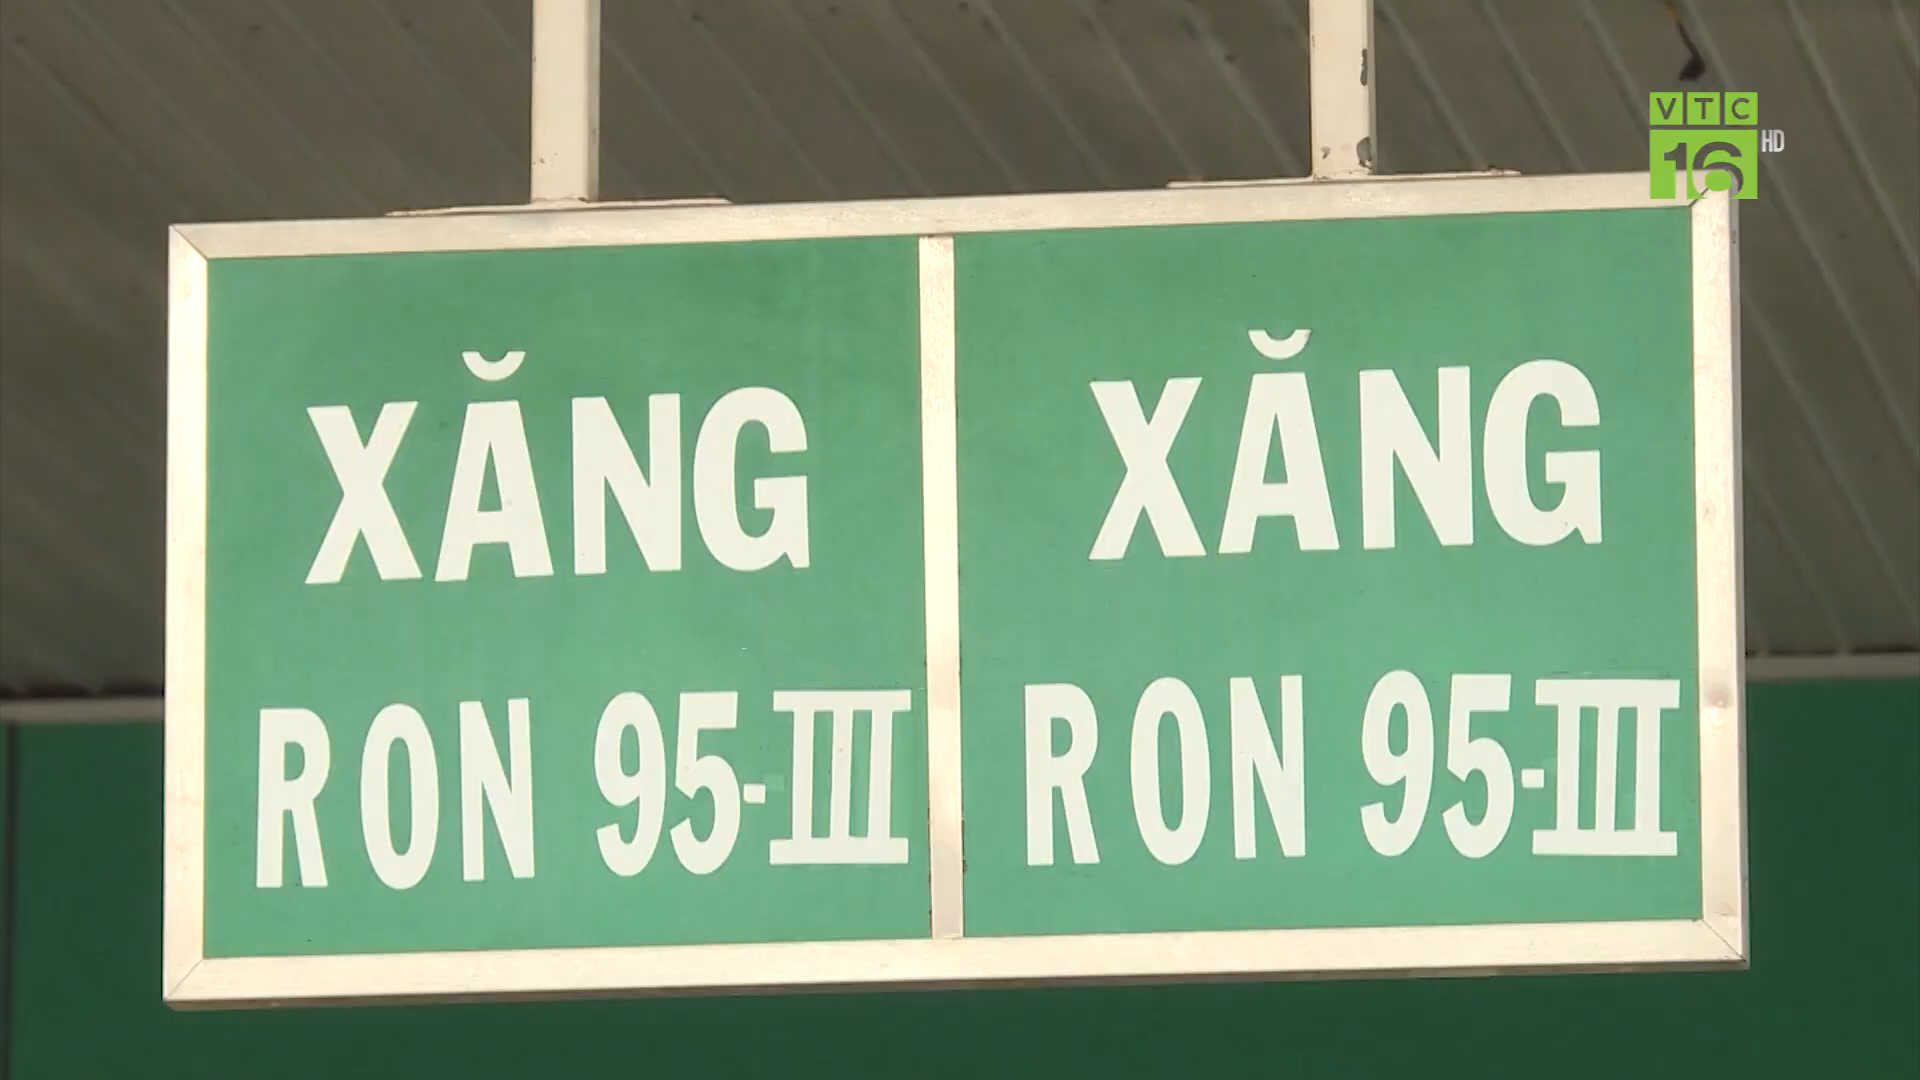 VTC
16 HD
XĂNG
RON 95-III
XĂNG
RON 95-III